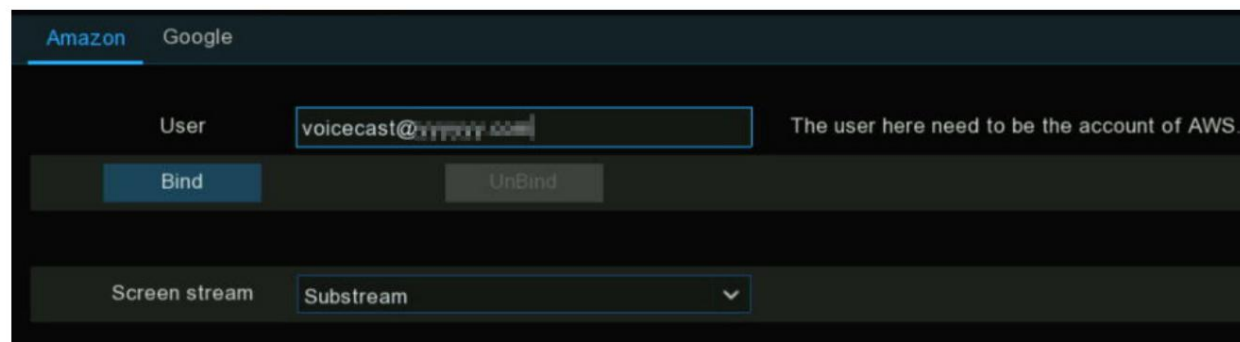 Amazon Google
User voicecast@ The user here need to be the account of AWS.
Bind UnBind
Screen stream Substream